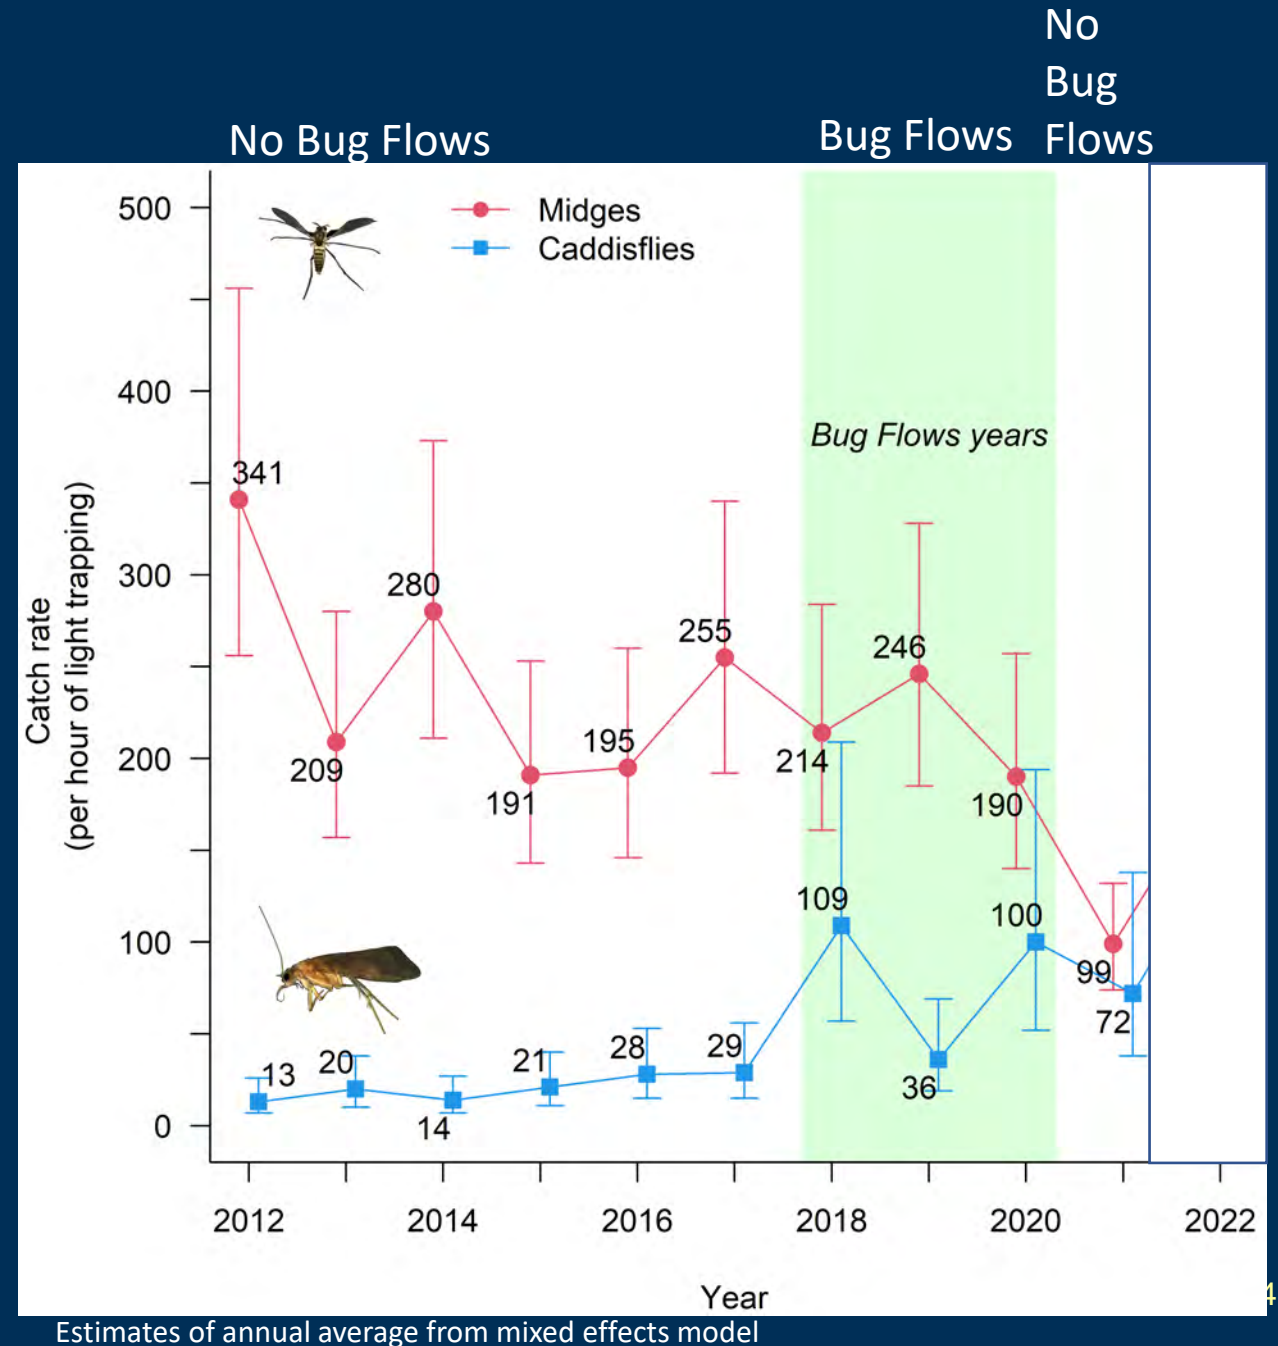 No
Bug
Flows
No Bug Flows
Bug Flows
500
Midges
Caddisflies
400
Bug Flows years
341
300
280
255
246
200
209
191
195
214
190
109
100
100
99
72
13
20
14
21
28
29
36
0
Catch rate
(per hour of light trapping)
2012
2014
2016
2018
2020
2022
Year
4
Estimates of annual average from mixed effects model